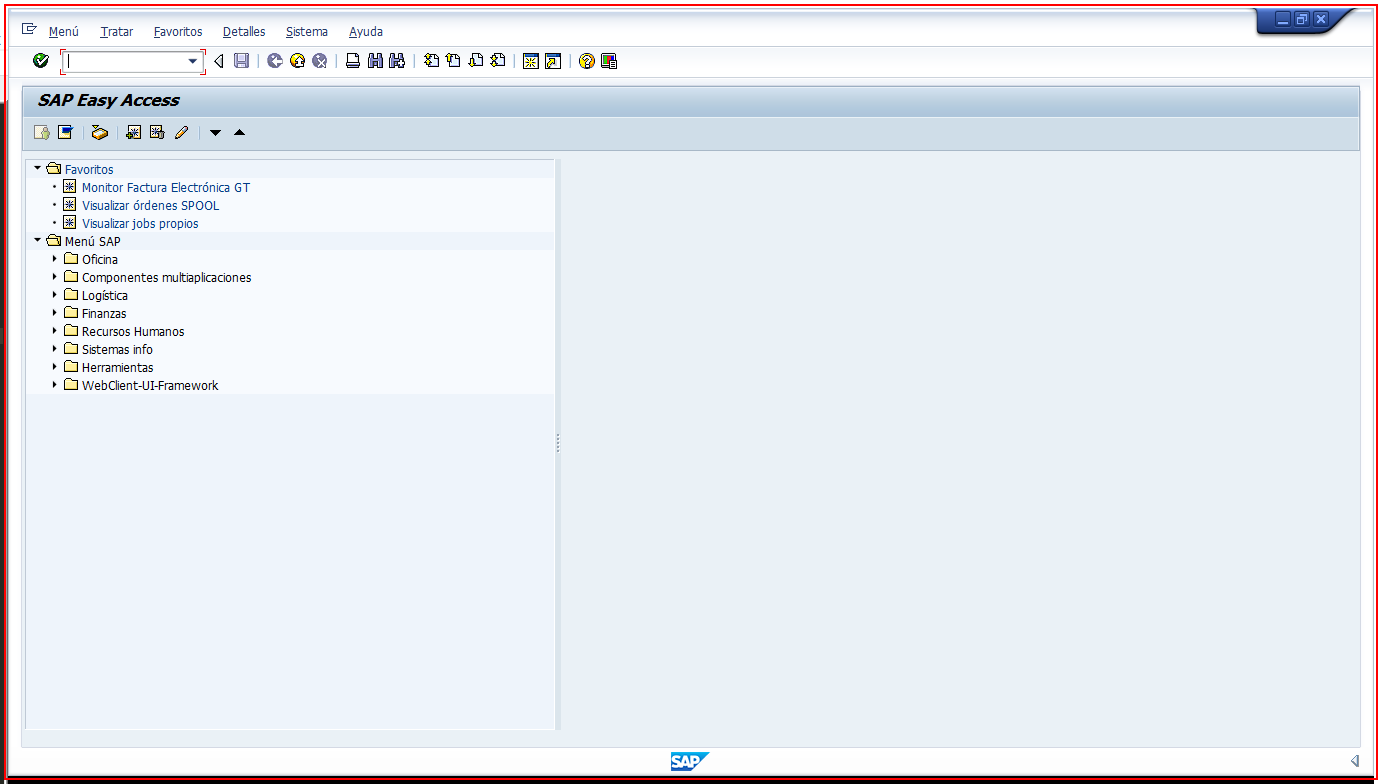 Menú Tratar Favoritos Detalles Sistema Ayuda
SAP Easy Access
Favoritos
Monitor Factura Electrónica GT
Visualizar órdenes SPOOL
Visualizar jobs propios
Menú SAP
Oficina
Componentes multiaplicaciones
Logística
Finanzas
Recursos Humanos
Sistemas info
Herramientas
WebClient-UI-Framework
SAP